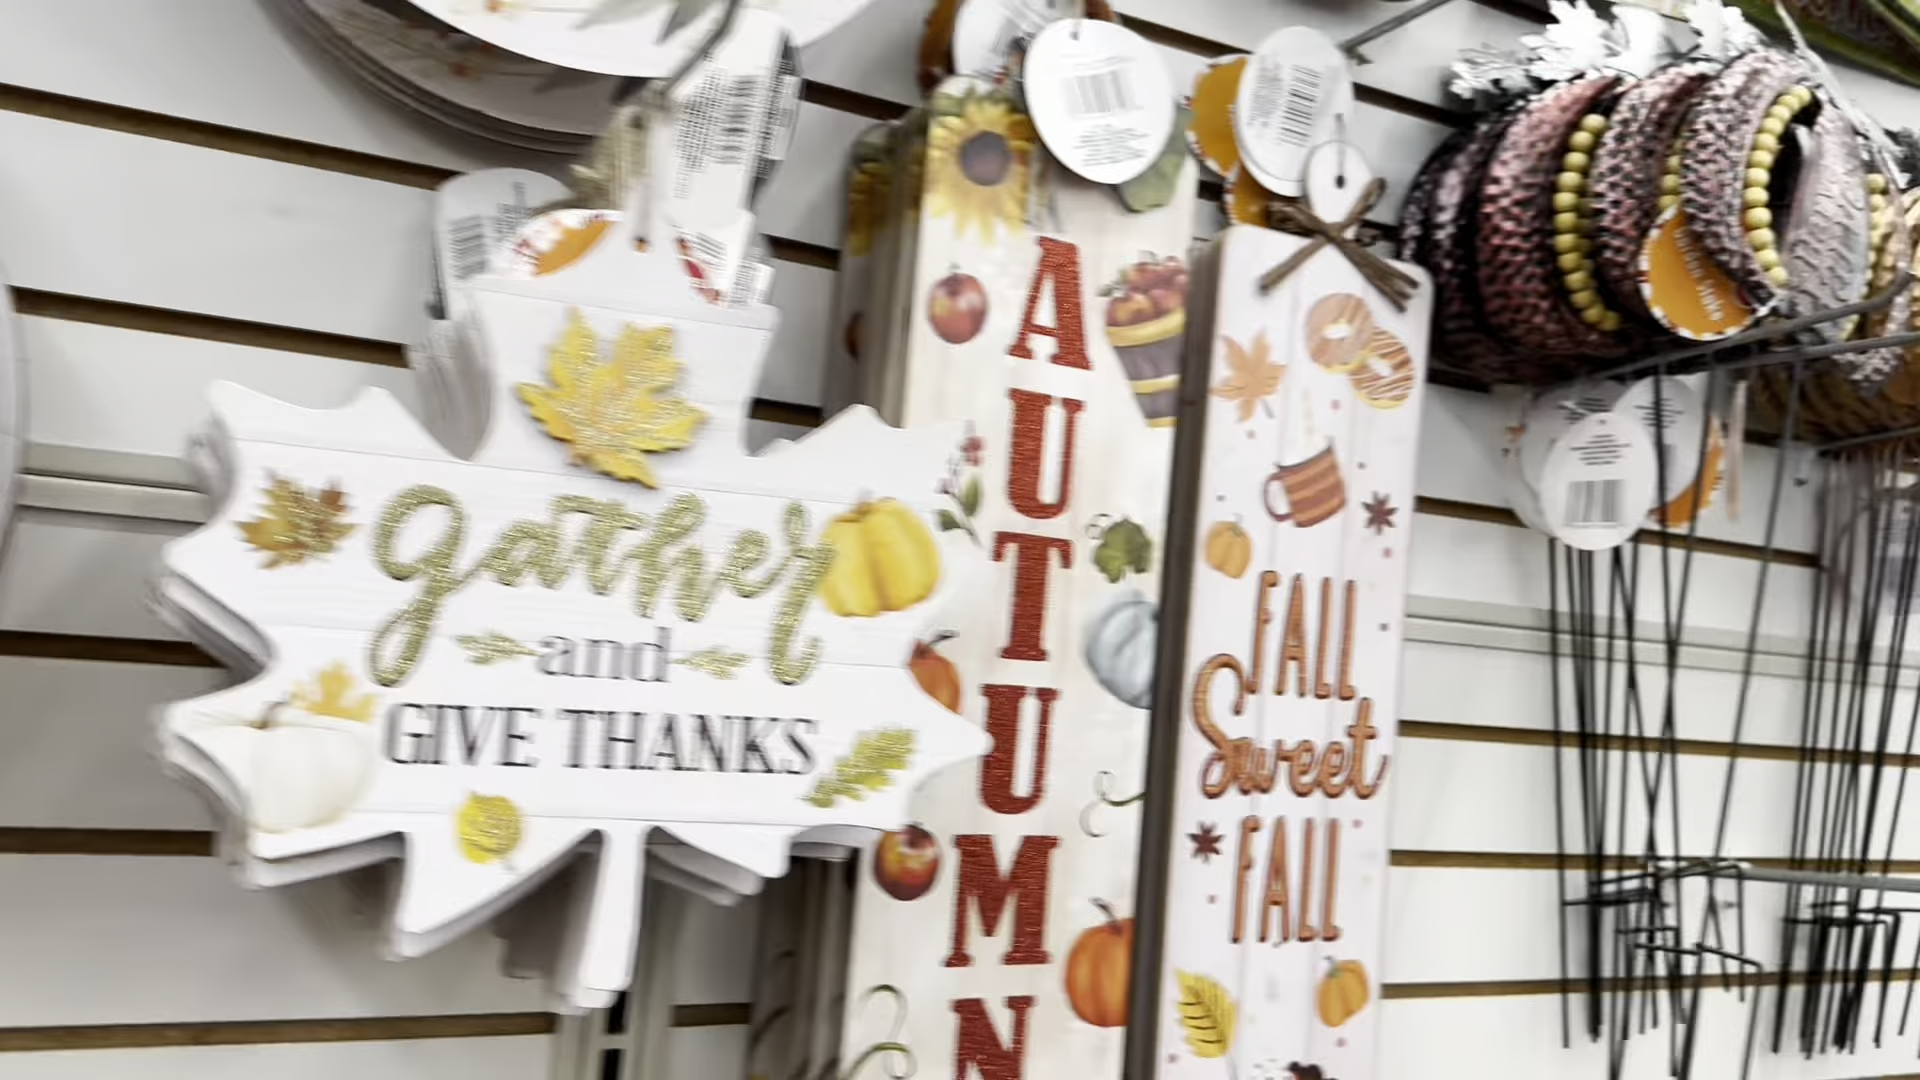 gather
and
GIVE THANKS
AUTUMN
FALL
Sweet
FALL